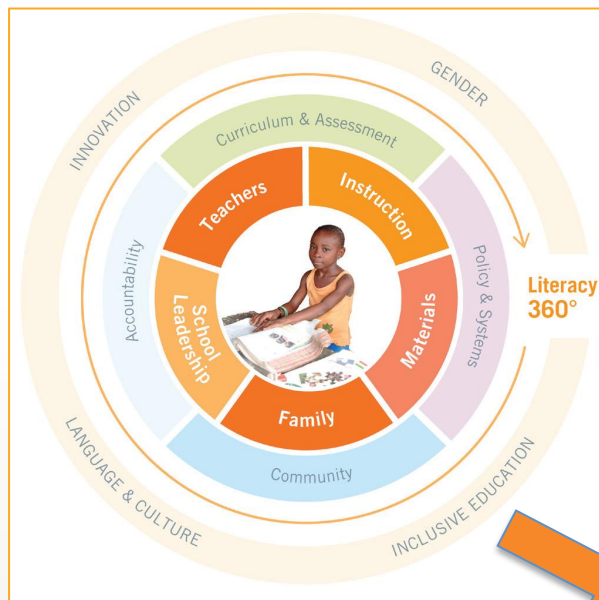 INNOVATION
GENDER
Curriculum & Assessment
Teachers
Instruction
Accountability
Policy & Systems
Literacy
360°
School
Leadership
Materials
Family
Community
LANGUAGE & CULTURE
INCLUSIVE EDUCATION